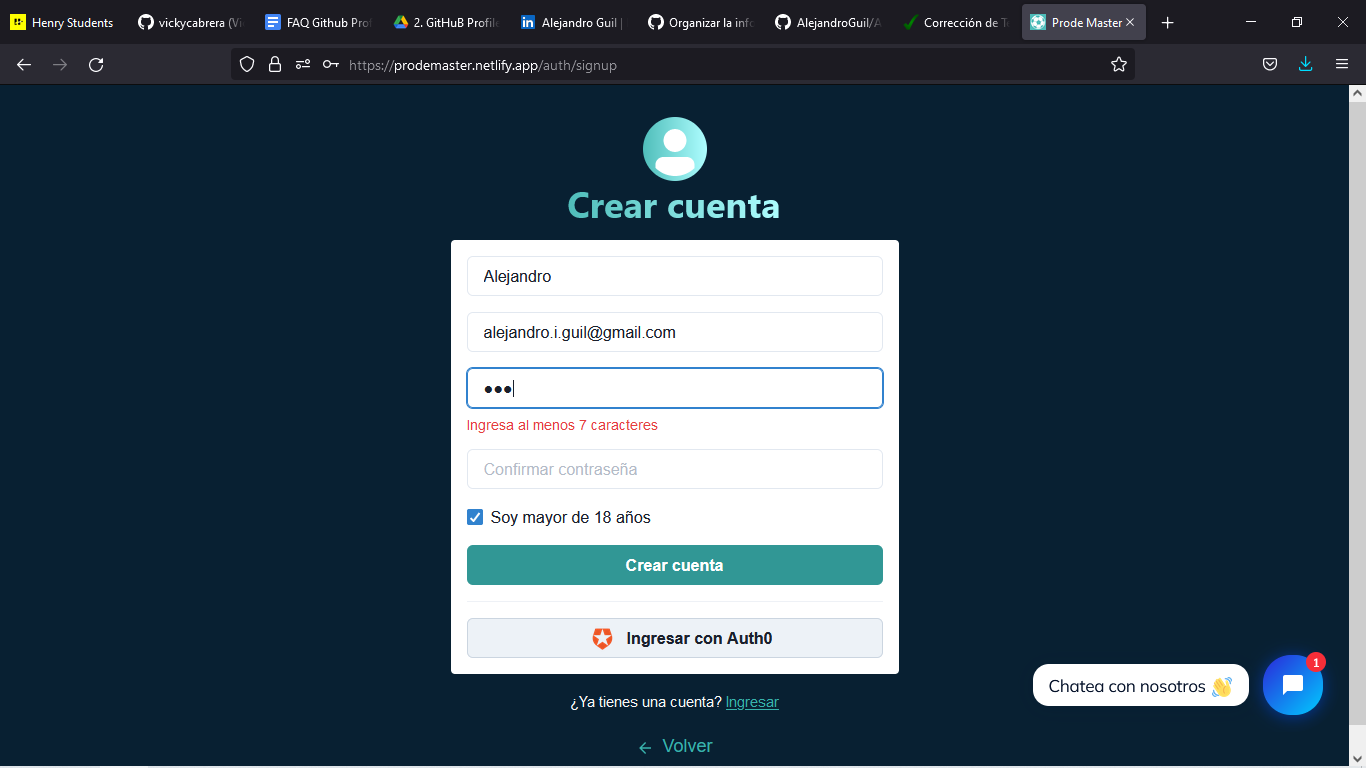 Henry Students
vickycabrera (Vi
FAQ Github Prof
2. GitHuB Profile
Alejandro Guil |
Organizar la info
AlejandroGuil/A
Corrección de Te
Prode Master
https://prodemaster.netlify.app/auth/signup
Crear cuenta
Alejandro
alejandro.i.guil@gmail.com
Ingresa al menos 7 caracteres
Confirmar contraseña
Soy mayor de 18 años
Crear cuenta
Ingresar con Auth0
1
Chatea con nosotros 👋
¿Ya tienes una cuenta? Ingresar
← Volver